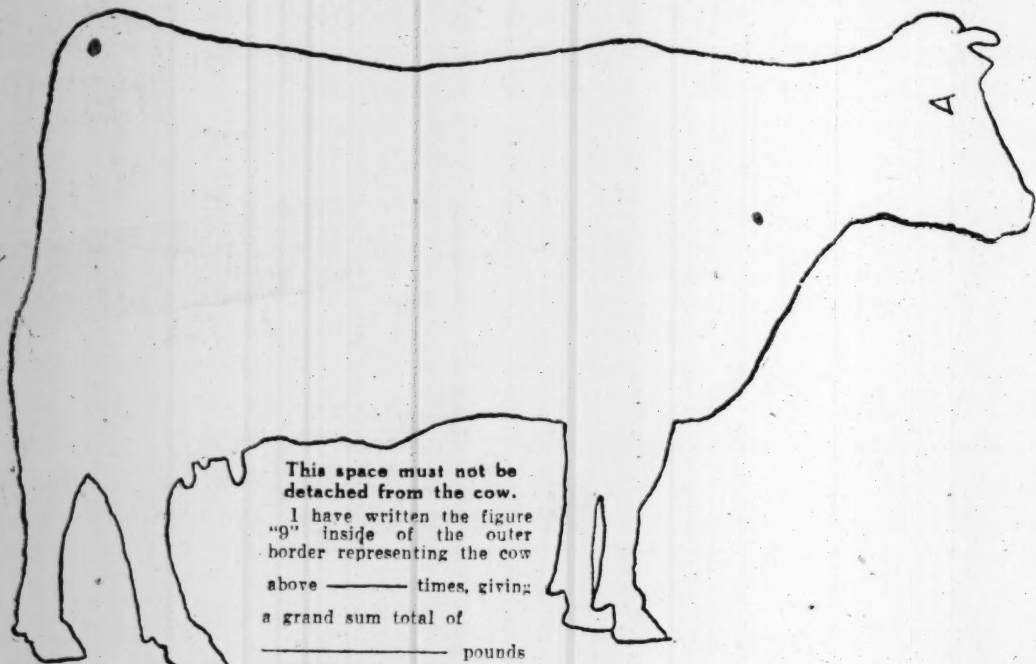 This space must not be
detached from the cow.
I have written the figure
"9" inside of the outer
border representing the cow
above ——— times, giving
a grand sum total of
——————— pounds